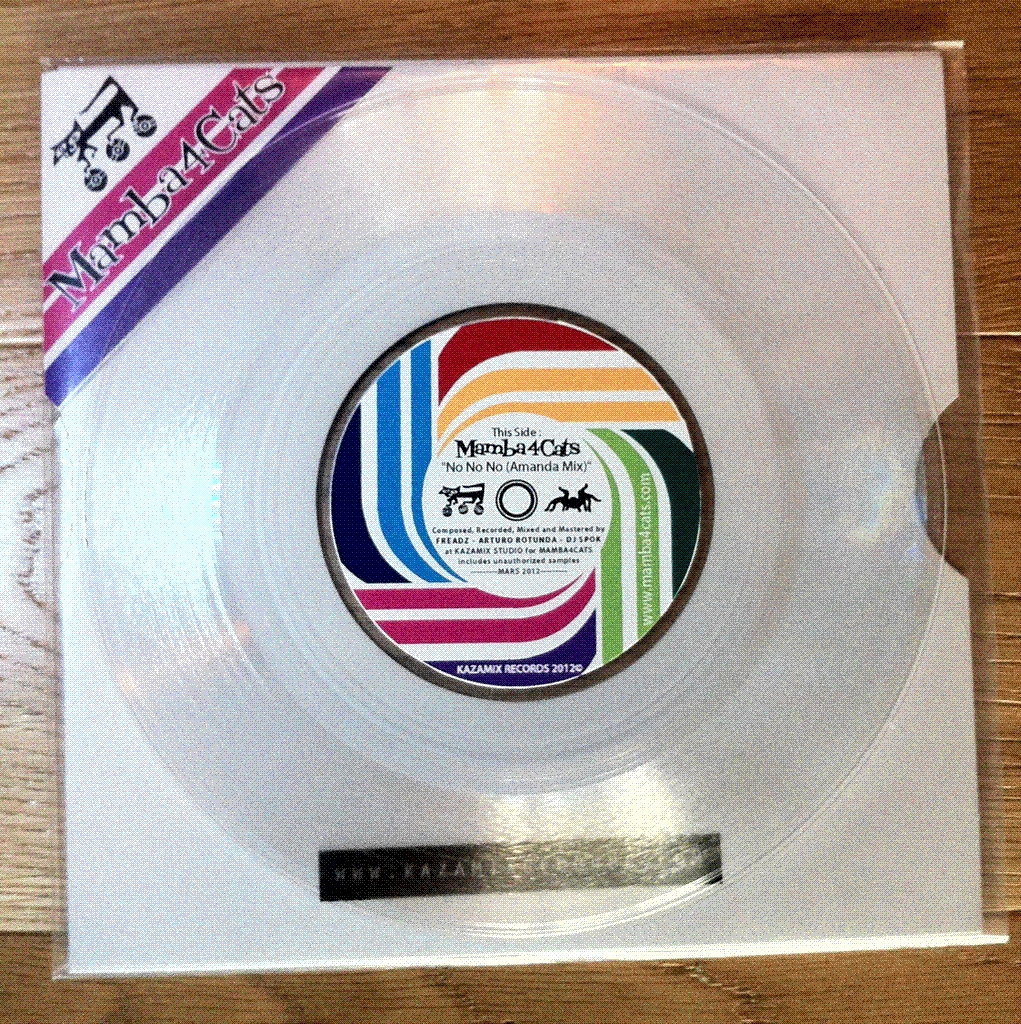 Mamba4Cats
This Side :
Mamba4Cats
"No No No (Amanda Mix)"
Composed, Recorded, Mixed and Mastered by
FREADZ - ARTURO ROTUNDA - DJ SPOK
at KAZAMIX STUDIO for MAMBA4CATS
includes unauthorized samples
MARS 2012
www.mamba4cats.com
KAZAMIX RECORDS 2012©